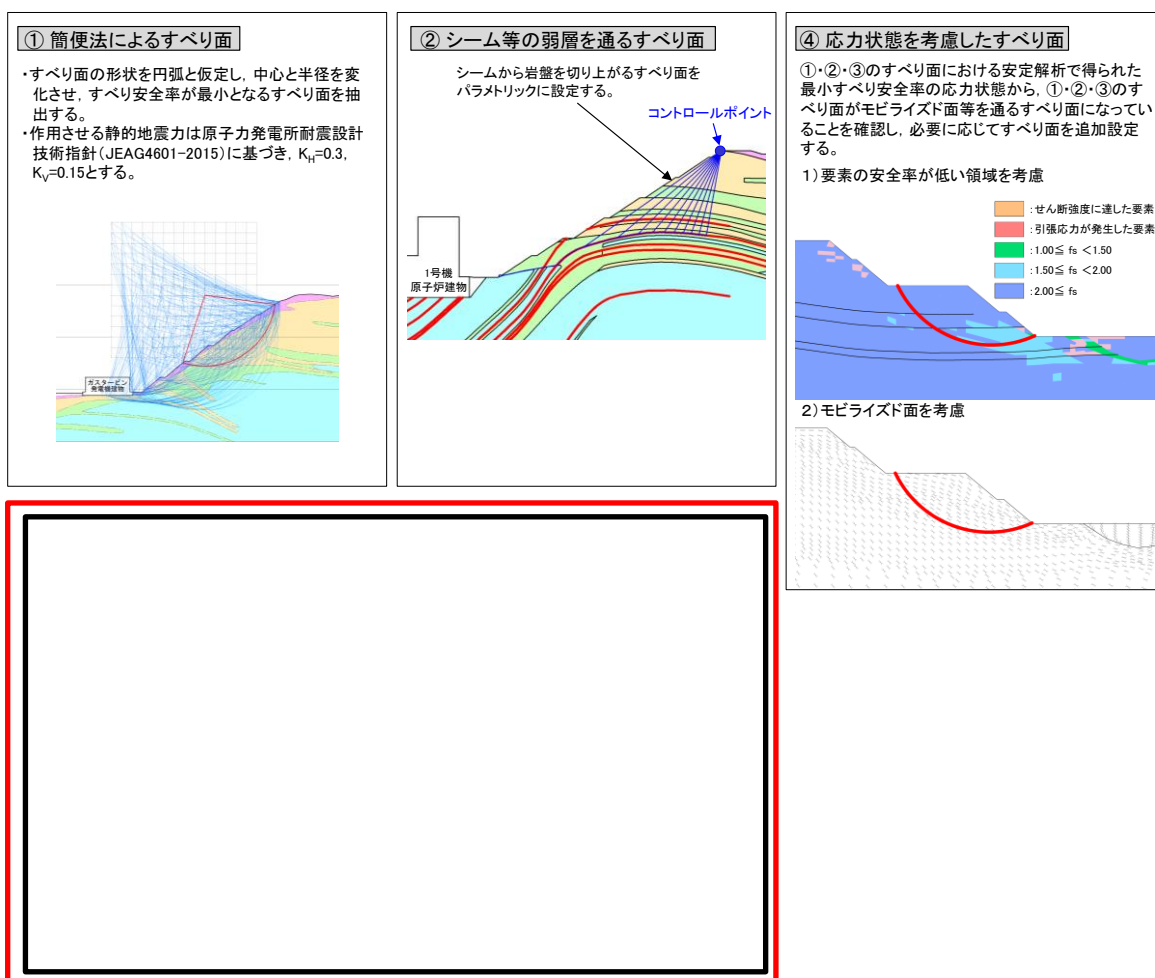 ① 簡便法によるすべり面
・すべり面の形状を円弧と仮定し，中心と半径を変
化させ，すべり安全率が最小となるすべり面を抽
出する。
・作用させる静的地震力は原子力発電所耐震設計
技術指針（JEAG4601-2015）に基づき，KH=0.3，
KV=0.15とする。
ガスタービン
発電機建物
② シーム等の弱層を通るすべり面
シームから岩盤を切り上がるすべり面を
パラメトリックに設定する。
コントロールポイント
1号機
原子炉建物
④ 応力状態を考慮したすべり面
①・②・③のすべり面における安定解析で得られた
最小すべり安全率の応力状態から，①・②・③のす
べり面がモビライズド面等を通るすべり面になってい
ることを確認し，必要に応じてすべり面を追加設定
する。
1）要素の安全率が低い領域を考慮
：せん断強度に達した要素
：引張応力が発生した要素
：1.00≦ fs ＜1.50
：1.50≦ fs ＜2.00
：2.00≦ fs
2）モビライズド面を考慮